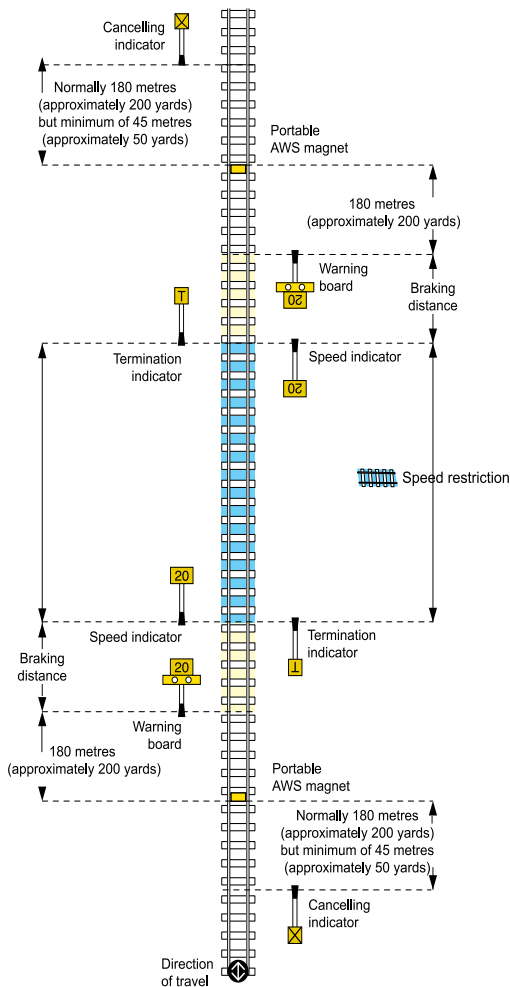 Cancelling
indicator
Normally 180 metres
(approximately 200 yards)
but minimum of 45 metres
(approximately 50 yards)
Portable
AWS magnet
180 metres
(approximately 200 yards)
Warning
board
20
Braking
distance
T
Termination
indicator
Speed indicator
20
Speed restriction
20
Speed indicator
Termination
indicator
T
Braking
distance
20
Warning
board
180 metres
(approximately 200 yards)
Portable
AWS magnet
Normally 180 metres
(approximately 200 yards)
but minimum of 45 metres
(approximately 50 yards)
Cancelling
indicator
Direction
of travel